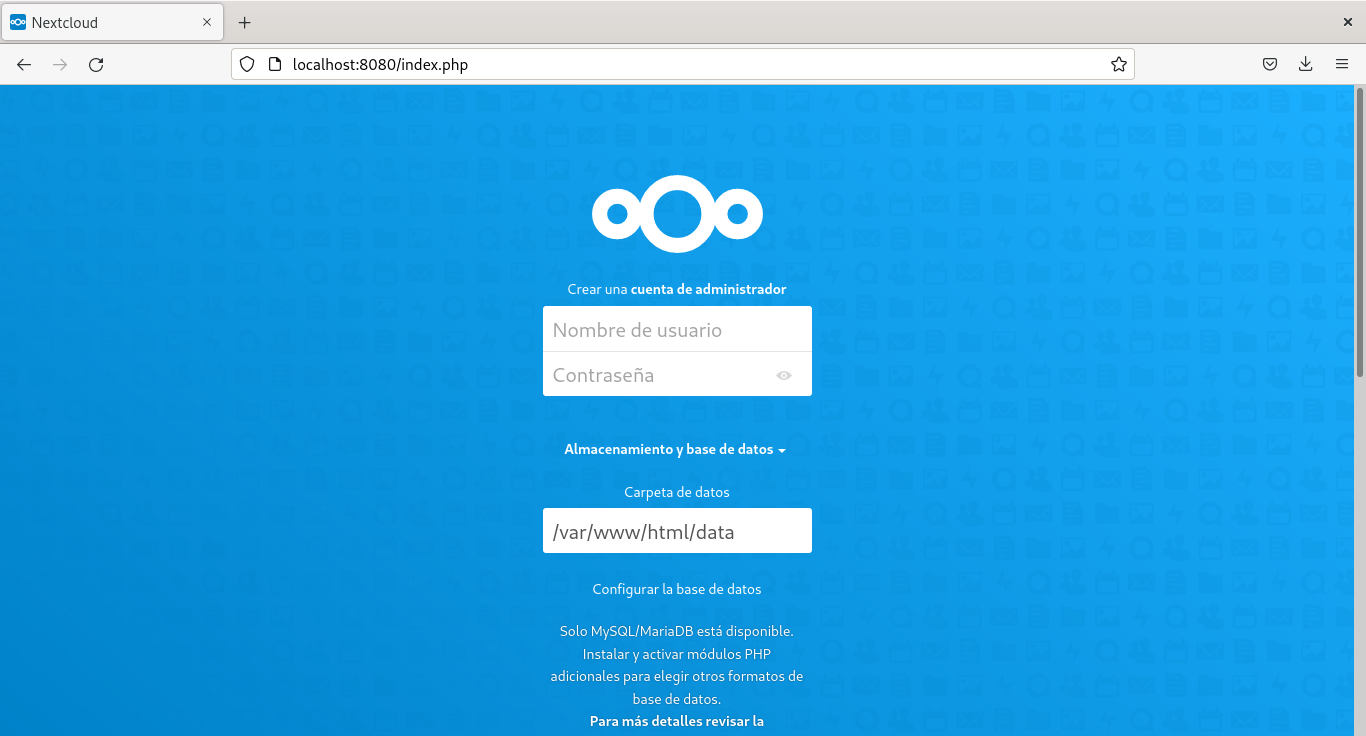 Nextcloud
localhost:8080/index.php
Crear una cuenta de administrador
Nombre de usuario
Contraseña
Almacenamiento y base de datos
Carpeta de datos
/var/www/html/data
Configurar la base de datos
Solo MySQL/MariaDB está disponible.
Instalar y activar módulos PHP
adicionales para elegir otros formatos de
base de datos.
Para más detalles revisar la